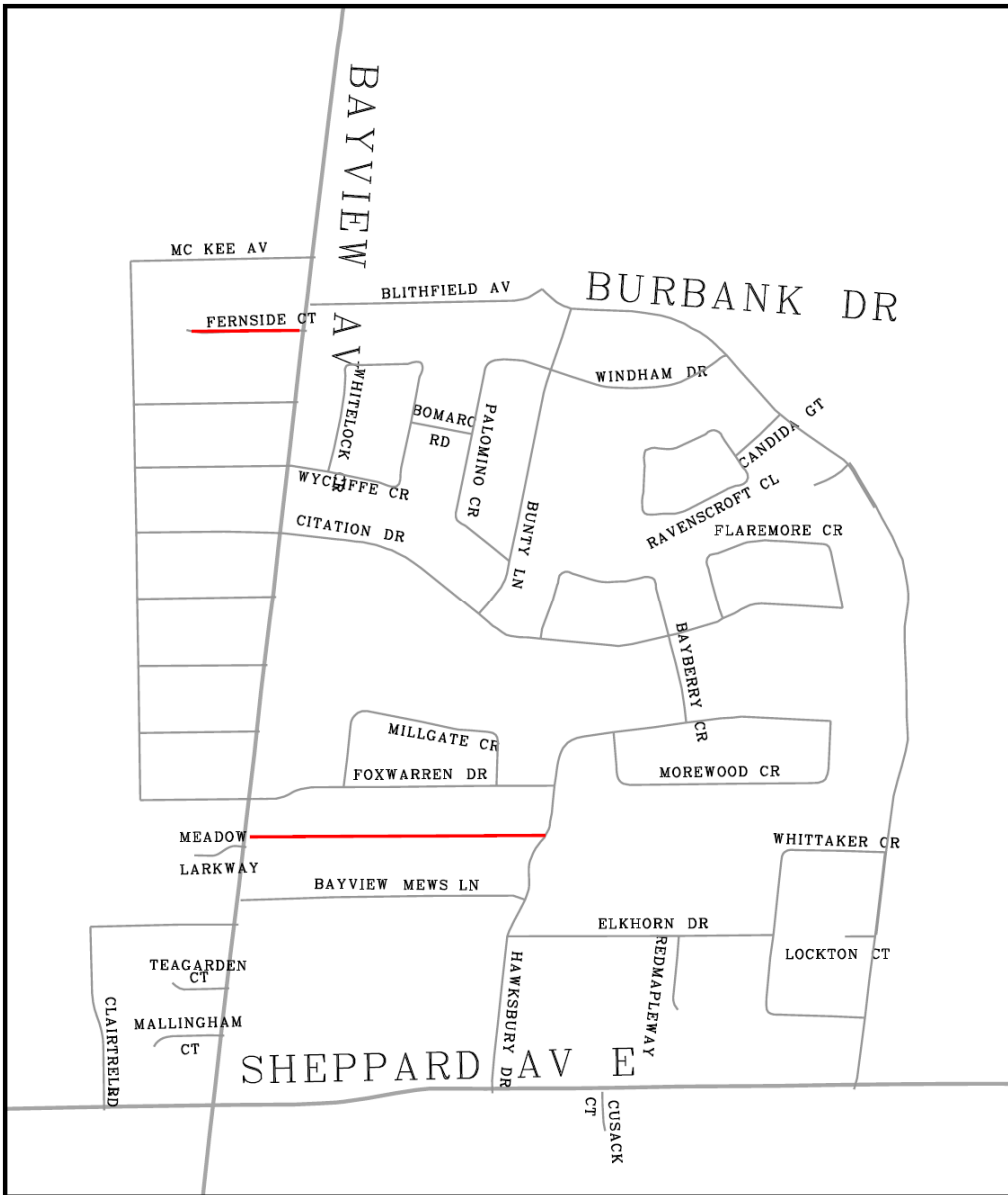 BAYVIEW AV
MC KEE AV
BLITHFIELD AV
BURBANK DR
FERNSIDE CT
WINDHAM DR
WHITELOCK CR
BOMARC
RD
PALOMINO CR
CANDIDA GT
WYCLIFFE CR
RAVENSCROFT CL
CITATION DR
BUNTY LN
FLAREMORE CR
BAYBERRY CR
MILLGATE CR
FOXWARREN DR
MOREWOOD CR
MEADOW
LARKWAY
WHITTAKER CR
BAYVIEW MEWS LN
ELKHORN DR
REDMAPLEWAY
LOCKTON CT
TEAGARDEN
CT
HAWKSBURY DR
CLAIRTRELRD
MALLINGHAM
CT
SHEPPARD AV E
CUSACK
CT